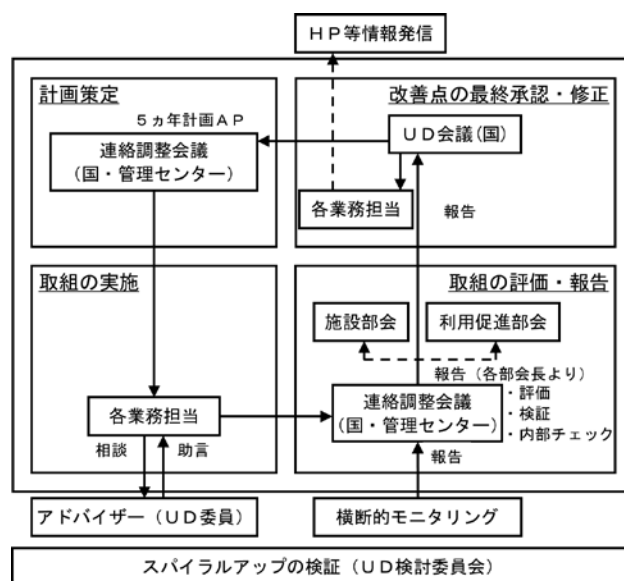 HP等情報発信
計画策定
5ヵ年計画AP
連絡調整会議
(国・管理センター)
改善点の最終承認・修正
UD会議(国)
各業務担当
報告
取組の実施
各業務担当
相談
助言
取組の評価・報告
施設部会
利用促進部会
報告(各部会長より)
連絡調整会議
(国・管理センター)
・評価
・検証
・内部チェック
報告
アドバイザー(UD委員)
横断的モニタリング
スパイラルアップの検証(UD検討委員会)